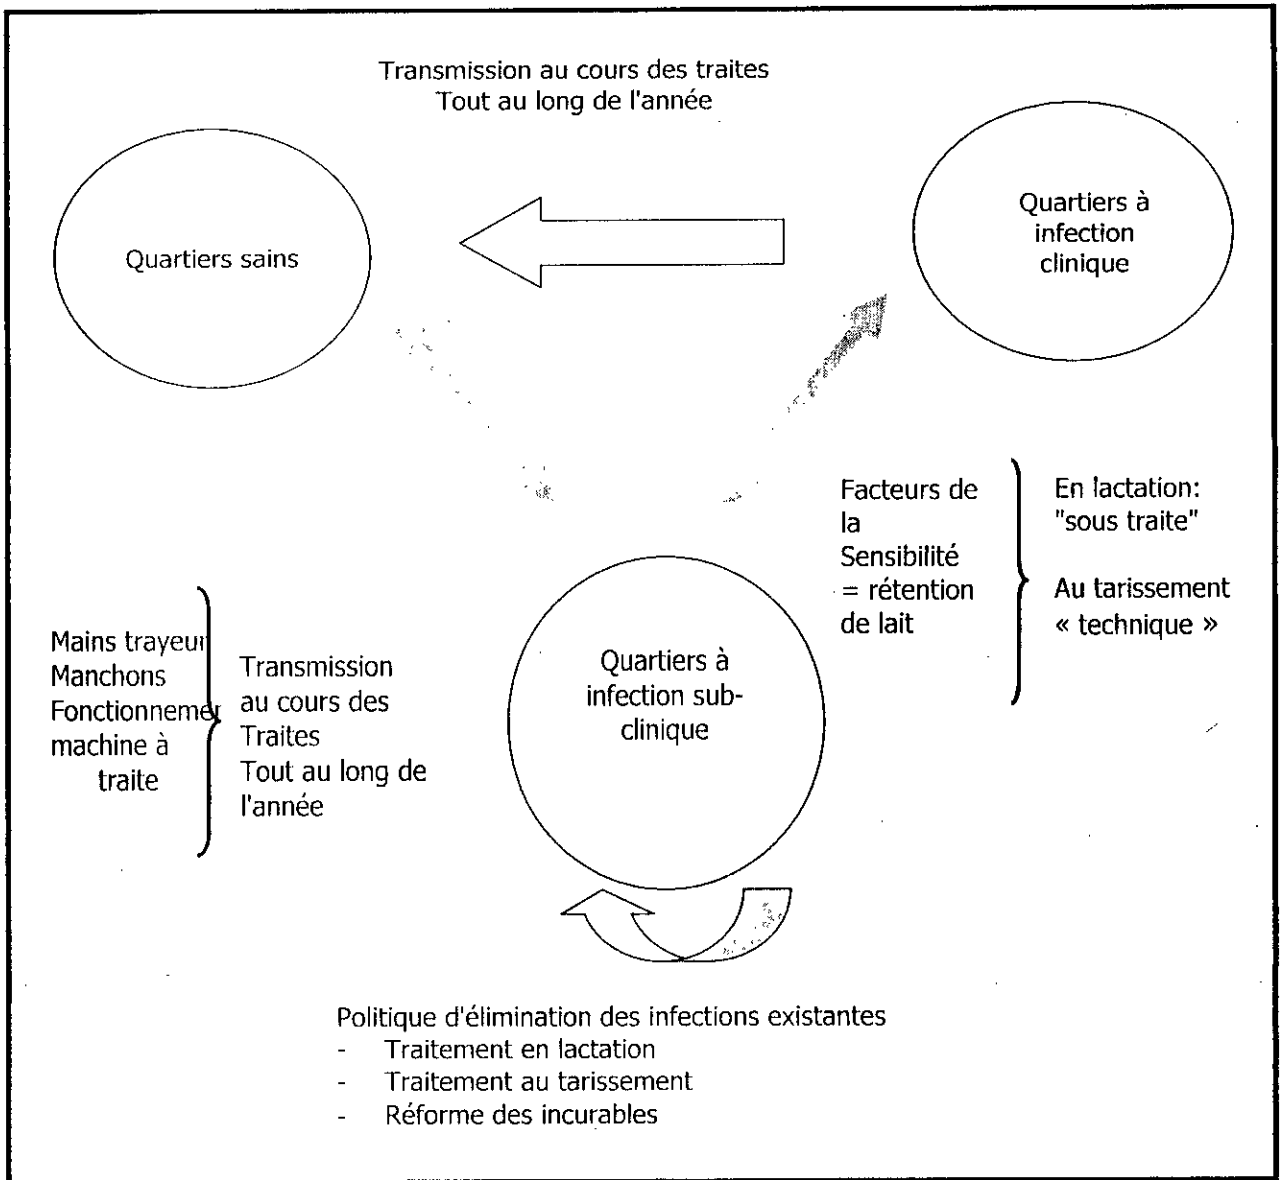 Transmission au cours des traites
Tout au long de l'année
Quartiers sains
Quartiers à
infection
clinique
Facteurs de
la
Sensibilité
= rétention
de lait
En lactation:
"sous traite"
Au tarissement
« technique »
Mains trayeur
Manchons
Fonctionnemer
machine à
traite
Transmission
au cours des
Traites
Tout au long de
l'année
Quartiers à
infection sub-
clinique
Politique d'élimination des infections existantes
- Traitement en lactation
- Traitement au tarissement
- Réforme des incurables